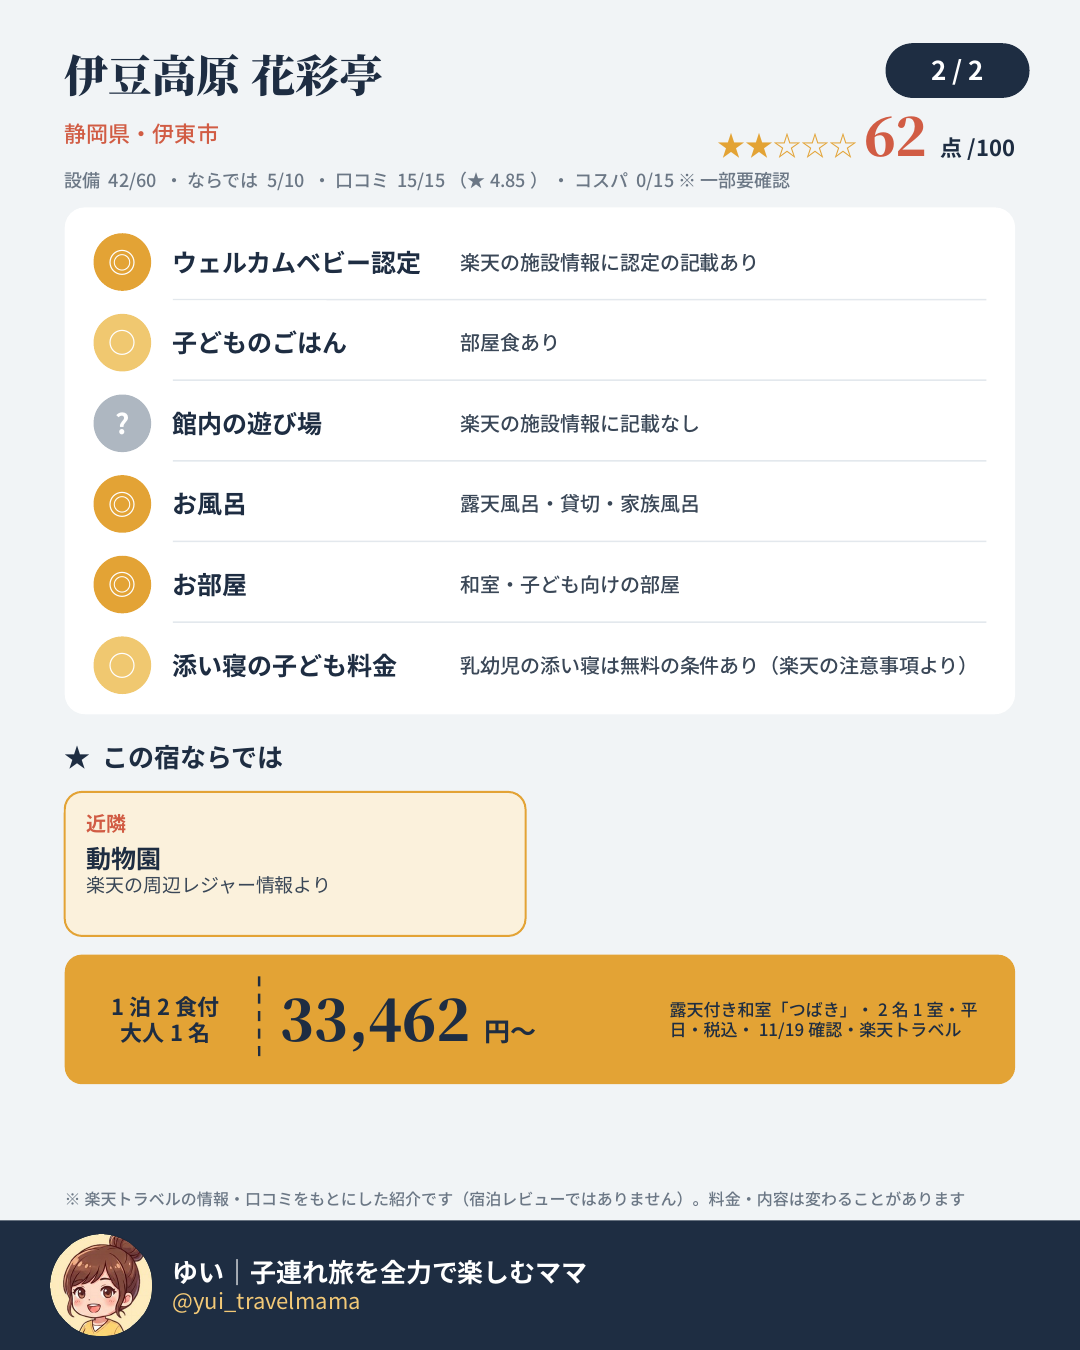 伊豆高原 花彩亭
2 / 2
静岡県・伊東市
★★☆☆☆ 62 点 /100
設備 42/60 ・ ならでは 5/10 ・ 口コミ 15/15 （★ 4.85 ） ・ コスパ 0/15 ※ 一部要確認
◎ ウェルカムベビー認定 楽天の施設情報に認定の記載あり
○ 子どものごはん 部屋食あり
? 館内の遊び場 楽天の施設情報に記載なし
◎ お風呂 露天風呂・貸切・家族風呂
◎ お部屋 和室・子ども向けの部屋
○ 添い寝の子ども料金 乳幼児の添い寝は無料の条件あり（楽天の注意事項より）
★ この宿ならでは
近隣
動物園
楽天の周辺レジャー情報より
1 泊 2 食付
大人 1 名
33,462 円〜
露天付き和室「つばき」・ 2 名 1 室・平
日・税込・ 11/19 確認・楽天トラベル
※ 楽天トラベルの情報・口コミをもとにした紹介です（宿泊レビューではありません）。料金・内容は変わることがあります
ゆい｜子連れ旅を全力で楽しむママ
@yui_travelmama